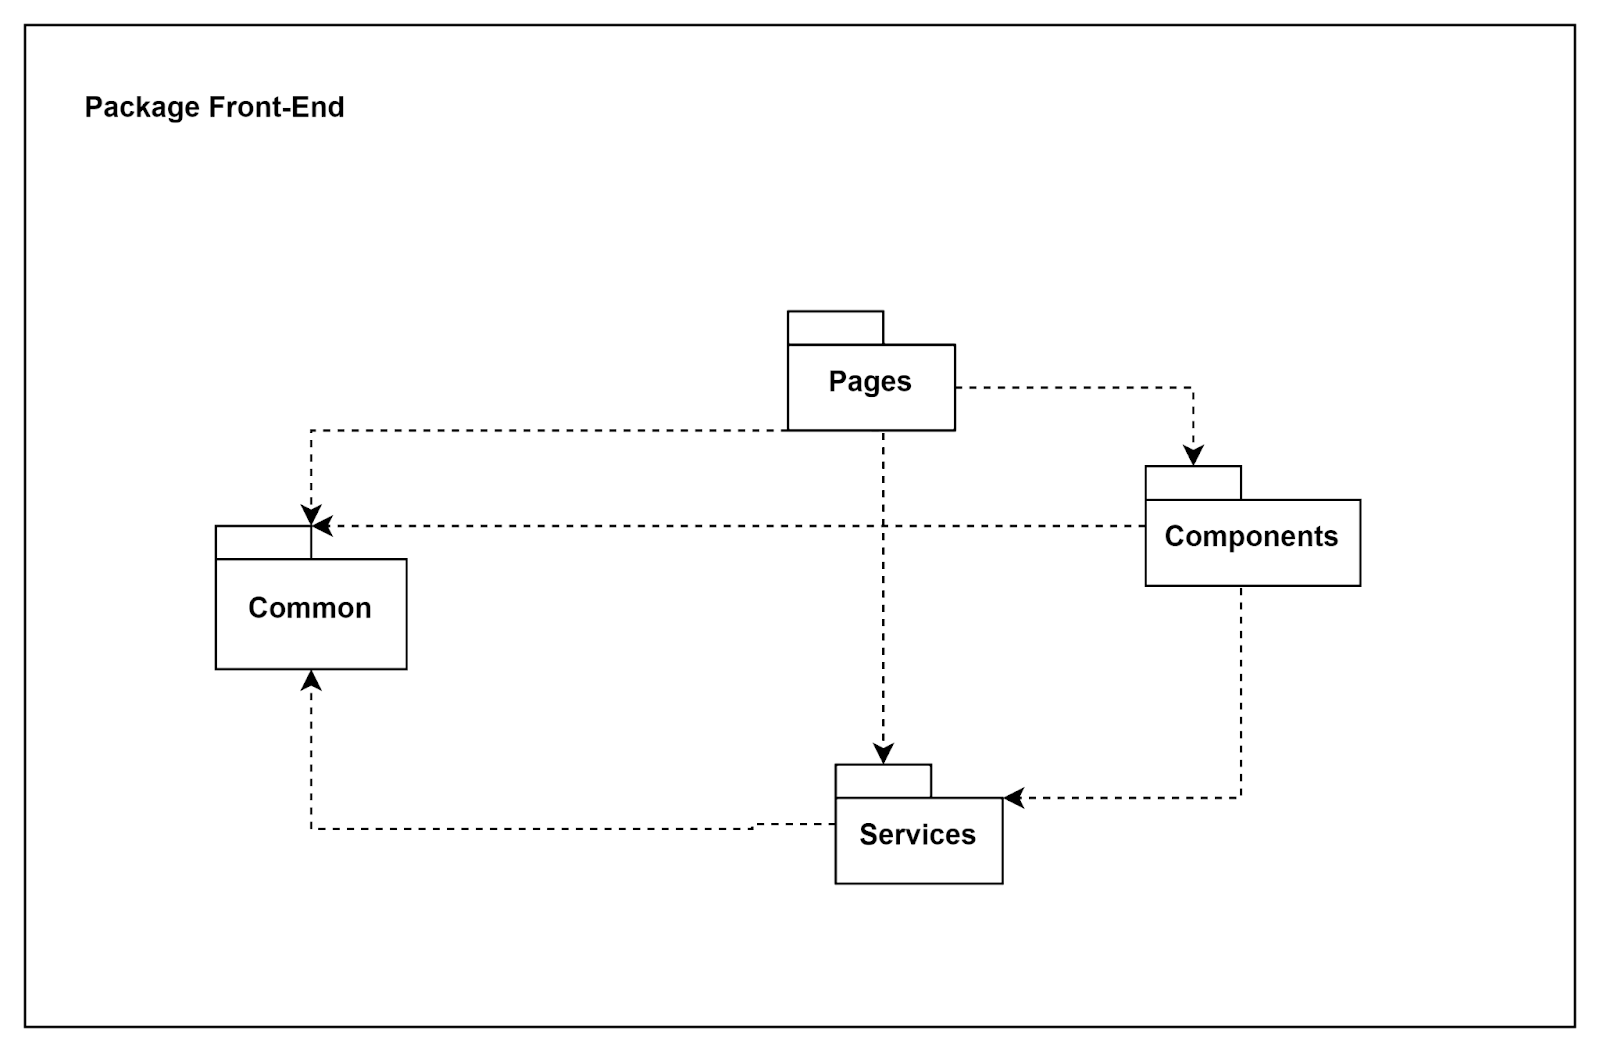 Package Front-End
Pages
Components
Common
Services